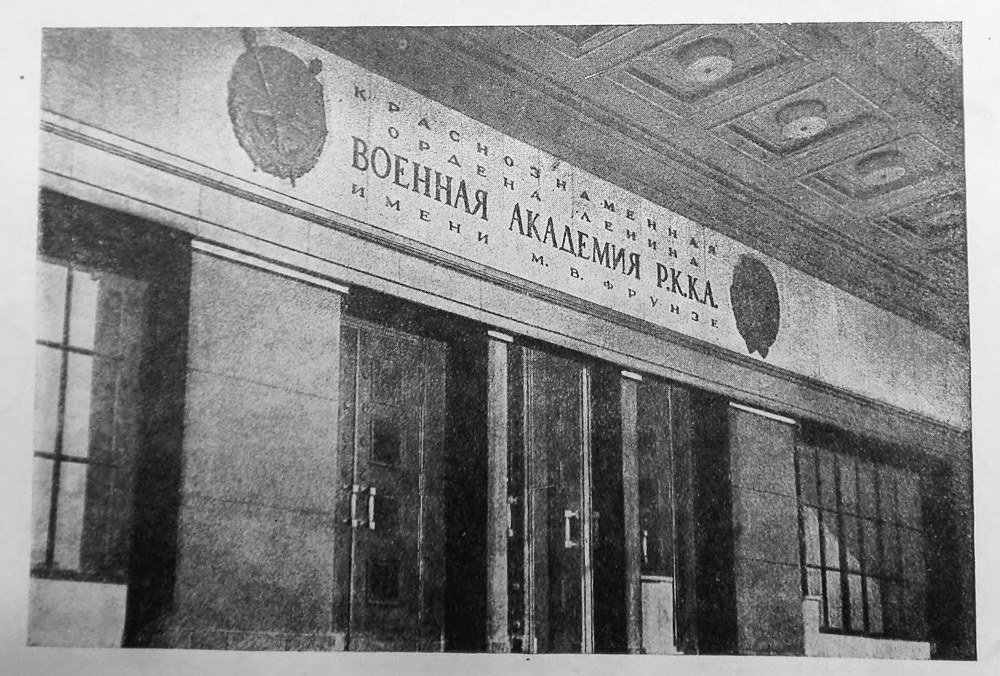 КРАСНОЗНАМЕННАЯ
ОРДЕНА ЛЕНИНА
ВОЕННАЯ АКАДЕМИЯ Р.К.К.А.
ИМЕНИ М. В. ФРУНЗЕ